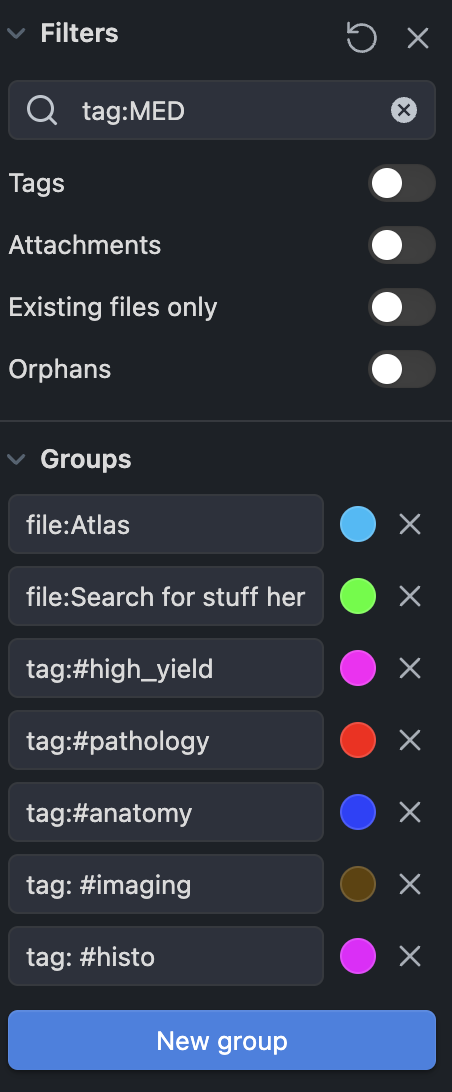 Filters
tag:MED
Tags
Attachments
Existing files only
Orphans
Groups
file:Atlas
file:Search for stuff her
tag:#high_yield
tag:#pathology
tag:#anatomy
tag: #imaging
tag: #histo
New group